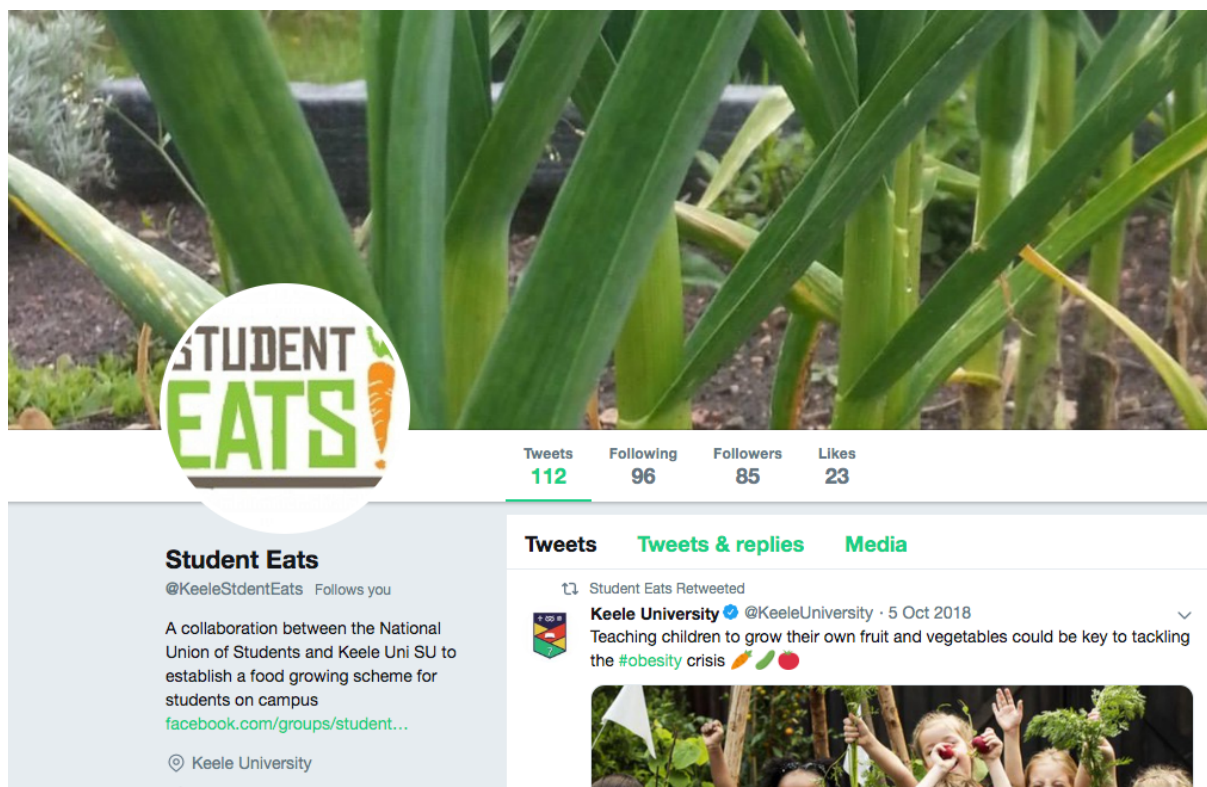 STUDENT
EATS!
Tweets Following Followers Likes
112 96 85 23
Student Eats
@KeeleStdentEats Follows you
A collaboration between the National
Union of Students and Keele Uni SU to
establish a food growing scheme for
students on campus
facebook.com/groups/student...
Keele University
Tweets Tweets & replies Media
Student Eats Retweeted
Keele University @KeeleUniversity · 5 Oct 2018
Teaching children to grow their own fruit and vegetables could be key to tackling
the #obesity crisis 🥕🥒🍅